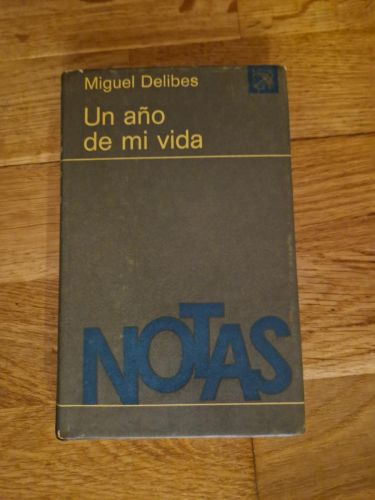 Miguel Delibes
Un año
de mi vida
NOTAS